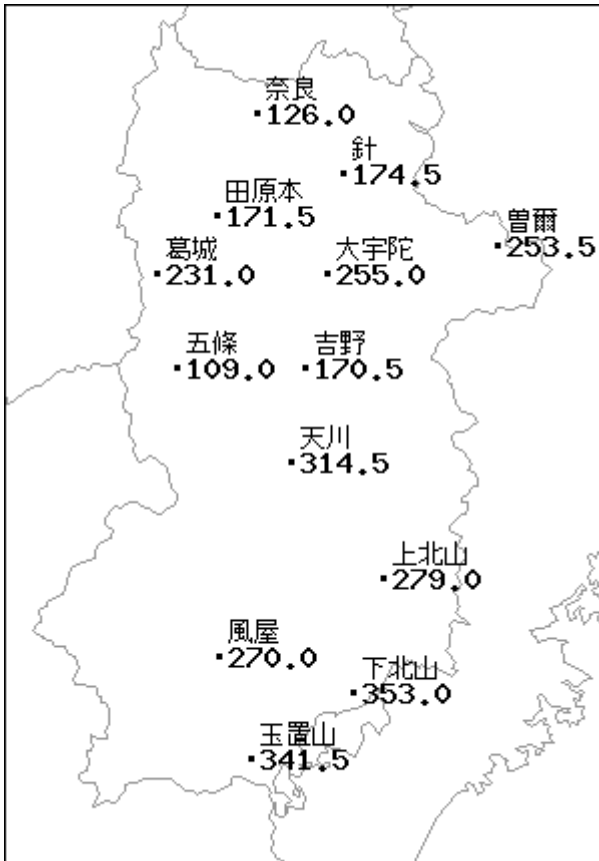 奈良
126.0
針
174.5
田原本
171.5
曽爾
253.5
葛城
231.0
大宇陀
255.0
五條
109.0
吉野
170.5
天川
314.5
上北山
279.0
風屋
270.0
下北山
353.0
玉置山
341.5